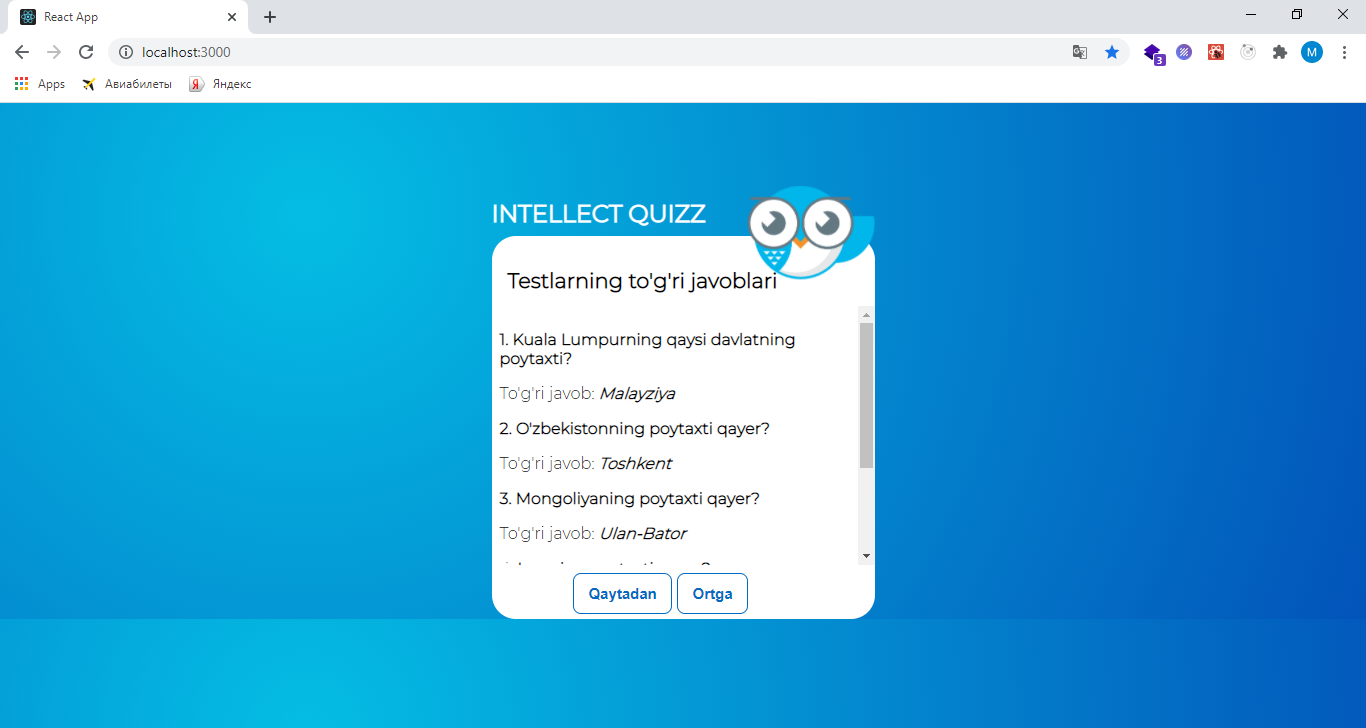 React App
localhost:3000
3
M
Apps
Авиабилеты
Я
Яндекс
INTELLECT QUIZZ
Testlarning to'g'ri javoblari
1. Kuala Lumpurning qaysi davlatning
poytaxti?
To'g'ri javob: Malayziya
2. O'zbekistonning poytaxti qayer?
To'g'ri javob: Toshkent
3. Mongoliyaning poytaxti qayer?
To'g'ri javob: Ulan-Bator
Qaytadan
Ortga